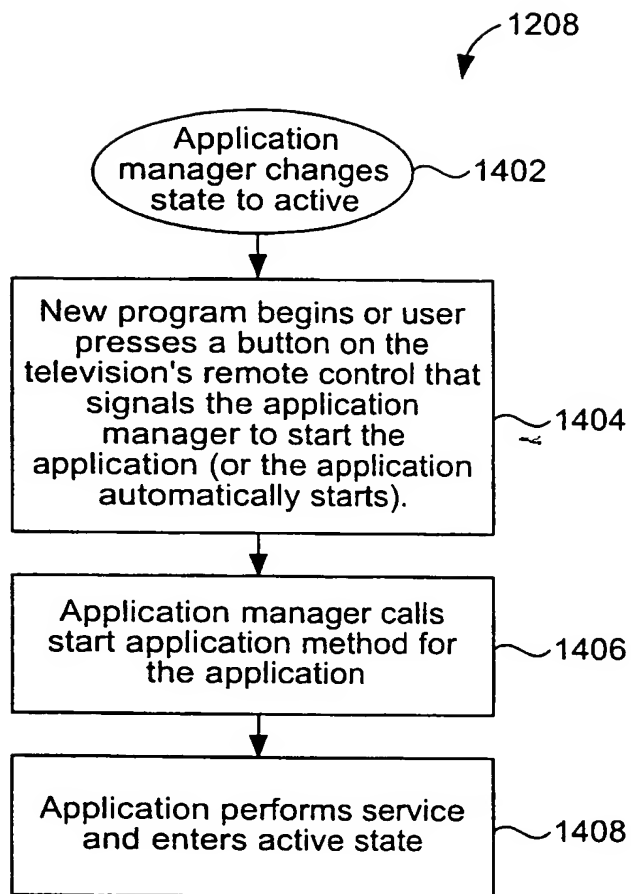 1208
Application
manager changes
state to active
1402
New program begins or user
presses a button on the
television's remote control that
signals the application
manager to start the
application (or the application
automatically starts).
1404
Application manager calls
start application method for
the application
1406
Application performs service
and enters active state
1408